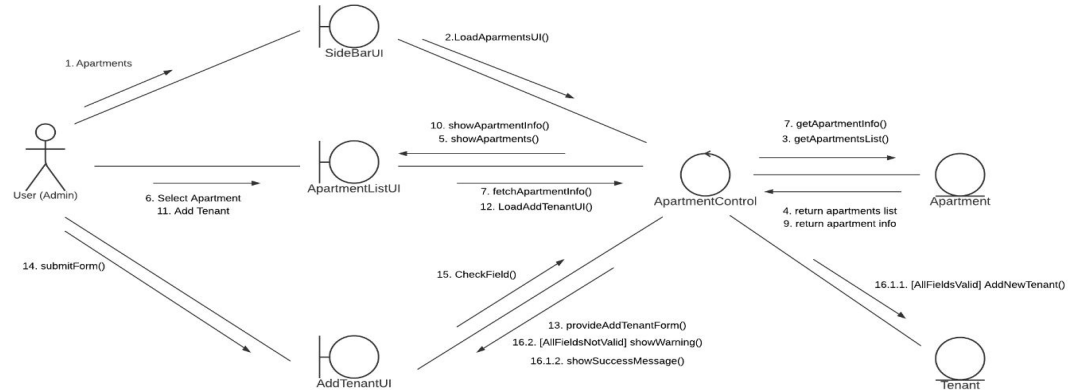 SideBarUI
2.LoadAparmentsUI()
1. Apartments
10. showApartmentInfo()
5. showApartments()
7. getApartmentInfo()
3. getApartmentsList()
User (Admin)
ApartmentListUI
ApartmentControl
Apartment
6. Select Apartment
11. Add Tenant
7. fetchApartmentInfo()
12. LoadAddTenantUI()
4. return apartments list
9. return apartment info
14. submitForm()
15. CheckField()
16.1.1. [AllFieldsValid] AddNewTenant()
13. provideAddTenantForm()
16.2. [AllFieldsNotValid] showWarning()
16.1.2. showSuccessMessage()
AddTenantUI
Tenant